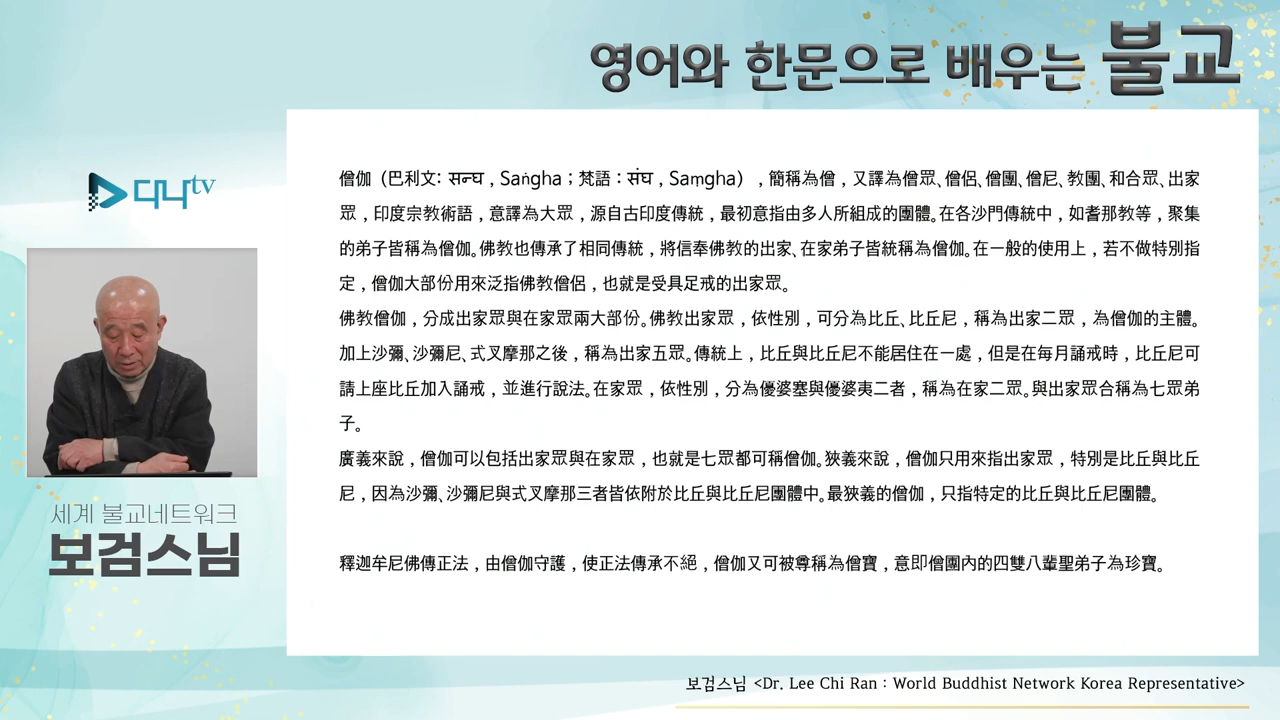 영어와 한문으로 배우는 불교
디나tv
僧伽（巴利文: सन्घ，Saṅgha；梵語：संघ，Saṃgha），簡稱為僧，又譯為僧眾、僧侶、僧團、僧尼、教團、和合眾、出家
眾，印度宗教術語，意譯為大眾，源自古印度傳統，最初意指由多人所組成的團體。在各沙門傳統中，如耆那教等，聚集
的弟子皆稱為僧伽。佛教也傳承了相同傳統，將信奉佛教的出家、在家弟子皆統稱為僧伽。在一般的使用上，若不做特別指
定，僧伽大部份用來泛指佛教僧侶，也就是受具足戒的出家眾。
佛教僧伽，分成出家眾與在家眾兩大部份。佛教出家眾，依性別，可分為比丘、比丘尼，稱為出家二眾，為僧伽的主體。
加上沙彌、沙彌尼、式叉摩那之後，稱為出家五眾。傳統上，比丘與比丘尼不能居住在一處，但是在每月誦戒時，比丘尼可
請上座比丘加入誦戒，並進行說法。在家眾，依性別，分為優婆塞與優婆夷二者，稱為在家二眾。與出家眾合稱為七眾弟
子。
廣義來說，僧伽可以包括出家眾與在家眾，也就是七眾都可稱僧伽。狹義來說，僧伽只用來指出家眾，特別是比丘與比丘
尼，因為沙彌、沙彌尼與式叉摩那三者皆依附於比丘與比丘尼團體中。最狹義的僧伽，只指特定的比丘與比丘尼團體。
釋迦牟尼佛傳正法，由僧伽守護，使正法傳承不絕，僧伽又可被尊稱為僧寶，意即僧團內的四雙八輩聖弟子為珍寶。
세계 불교네트워크
보검스님
보검스님 <Dr. Lee Chi Ran : World Buddhist Network Korea Representative>